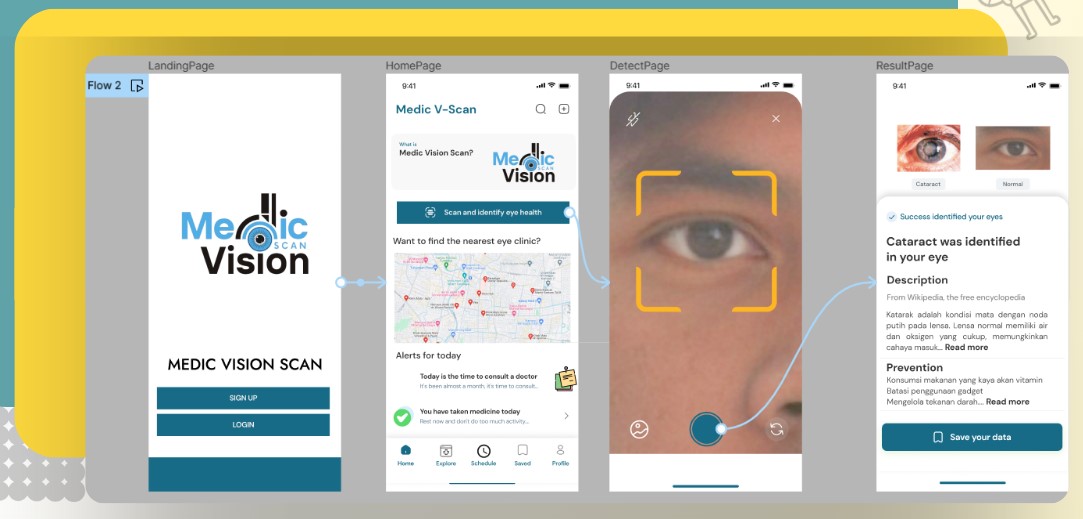 LandingPage
HomePage
DetectPage
ResultPage
Flow 2
Medic
SCAN
Vision
MEDIC VISION SCAN
SIGN UP
LOGIN
9:41
Medic V-Scan
What is
Medic Vision Scan?
Medic
SCAN
Vision
Scan and identify eye health
Want to find the nearest eye clinic?
Alerts for today
Today is the time to consult a doctor
It's been almost a month, it's time to consult...
You have taken medicine today
Rest now and don't do too much activity...
Home
Explore
Schedule
Saved
Profile
9:41
9:41
Cataract
Normal
Success identified your eyes
Cataract was identified
in your eye
Description
From Wikipedia, the free encyclopedia
Katarak adalah kondisi mata dengan noda
putih pada lensa. Lensa normal memiliki air
dan oksigen yang cukup, memungkinkan
cahaya masuk... Read more
Prevention
Konsumsi makanan yang kaya akan vitamin
Batasi penggunaan gadget
Mengelola tekanan darah.... Read more
Save your data